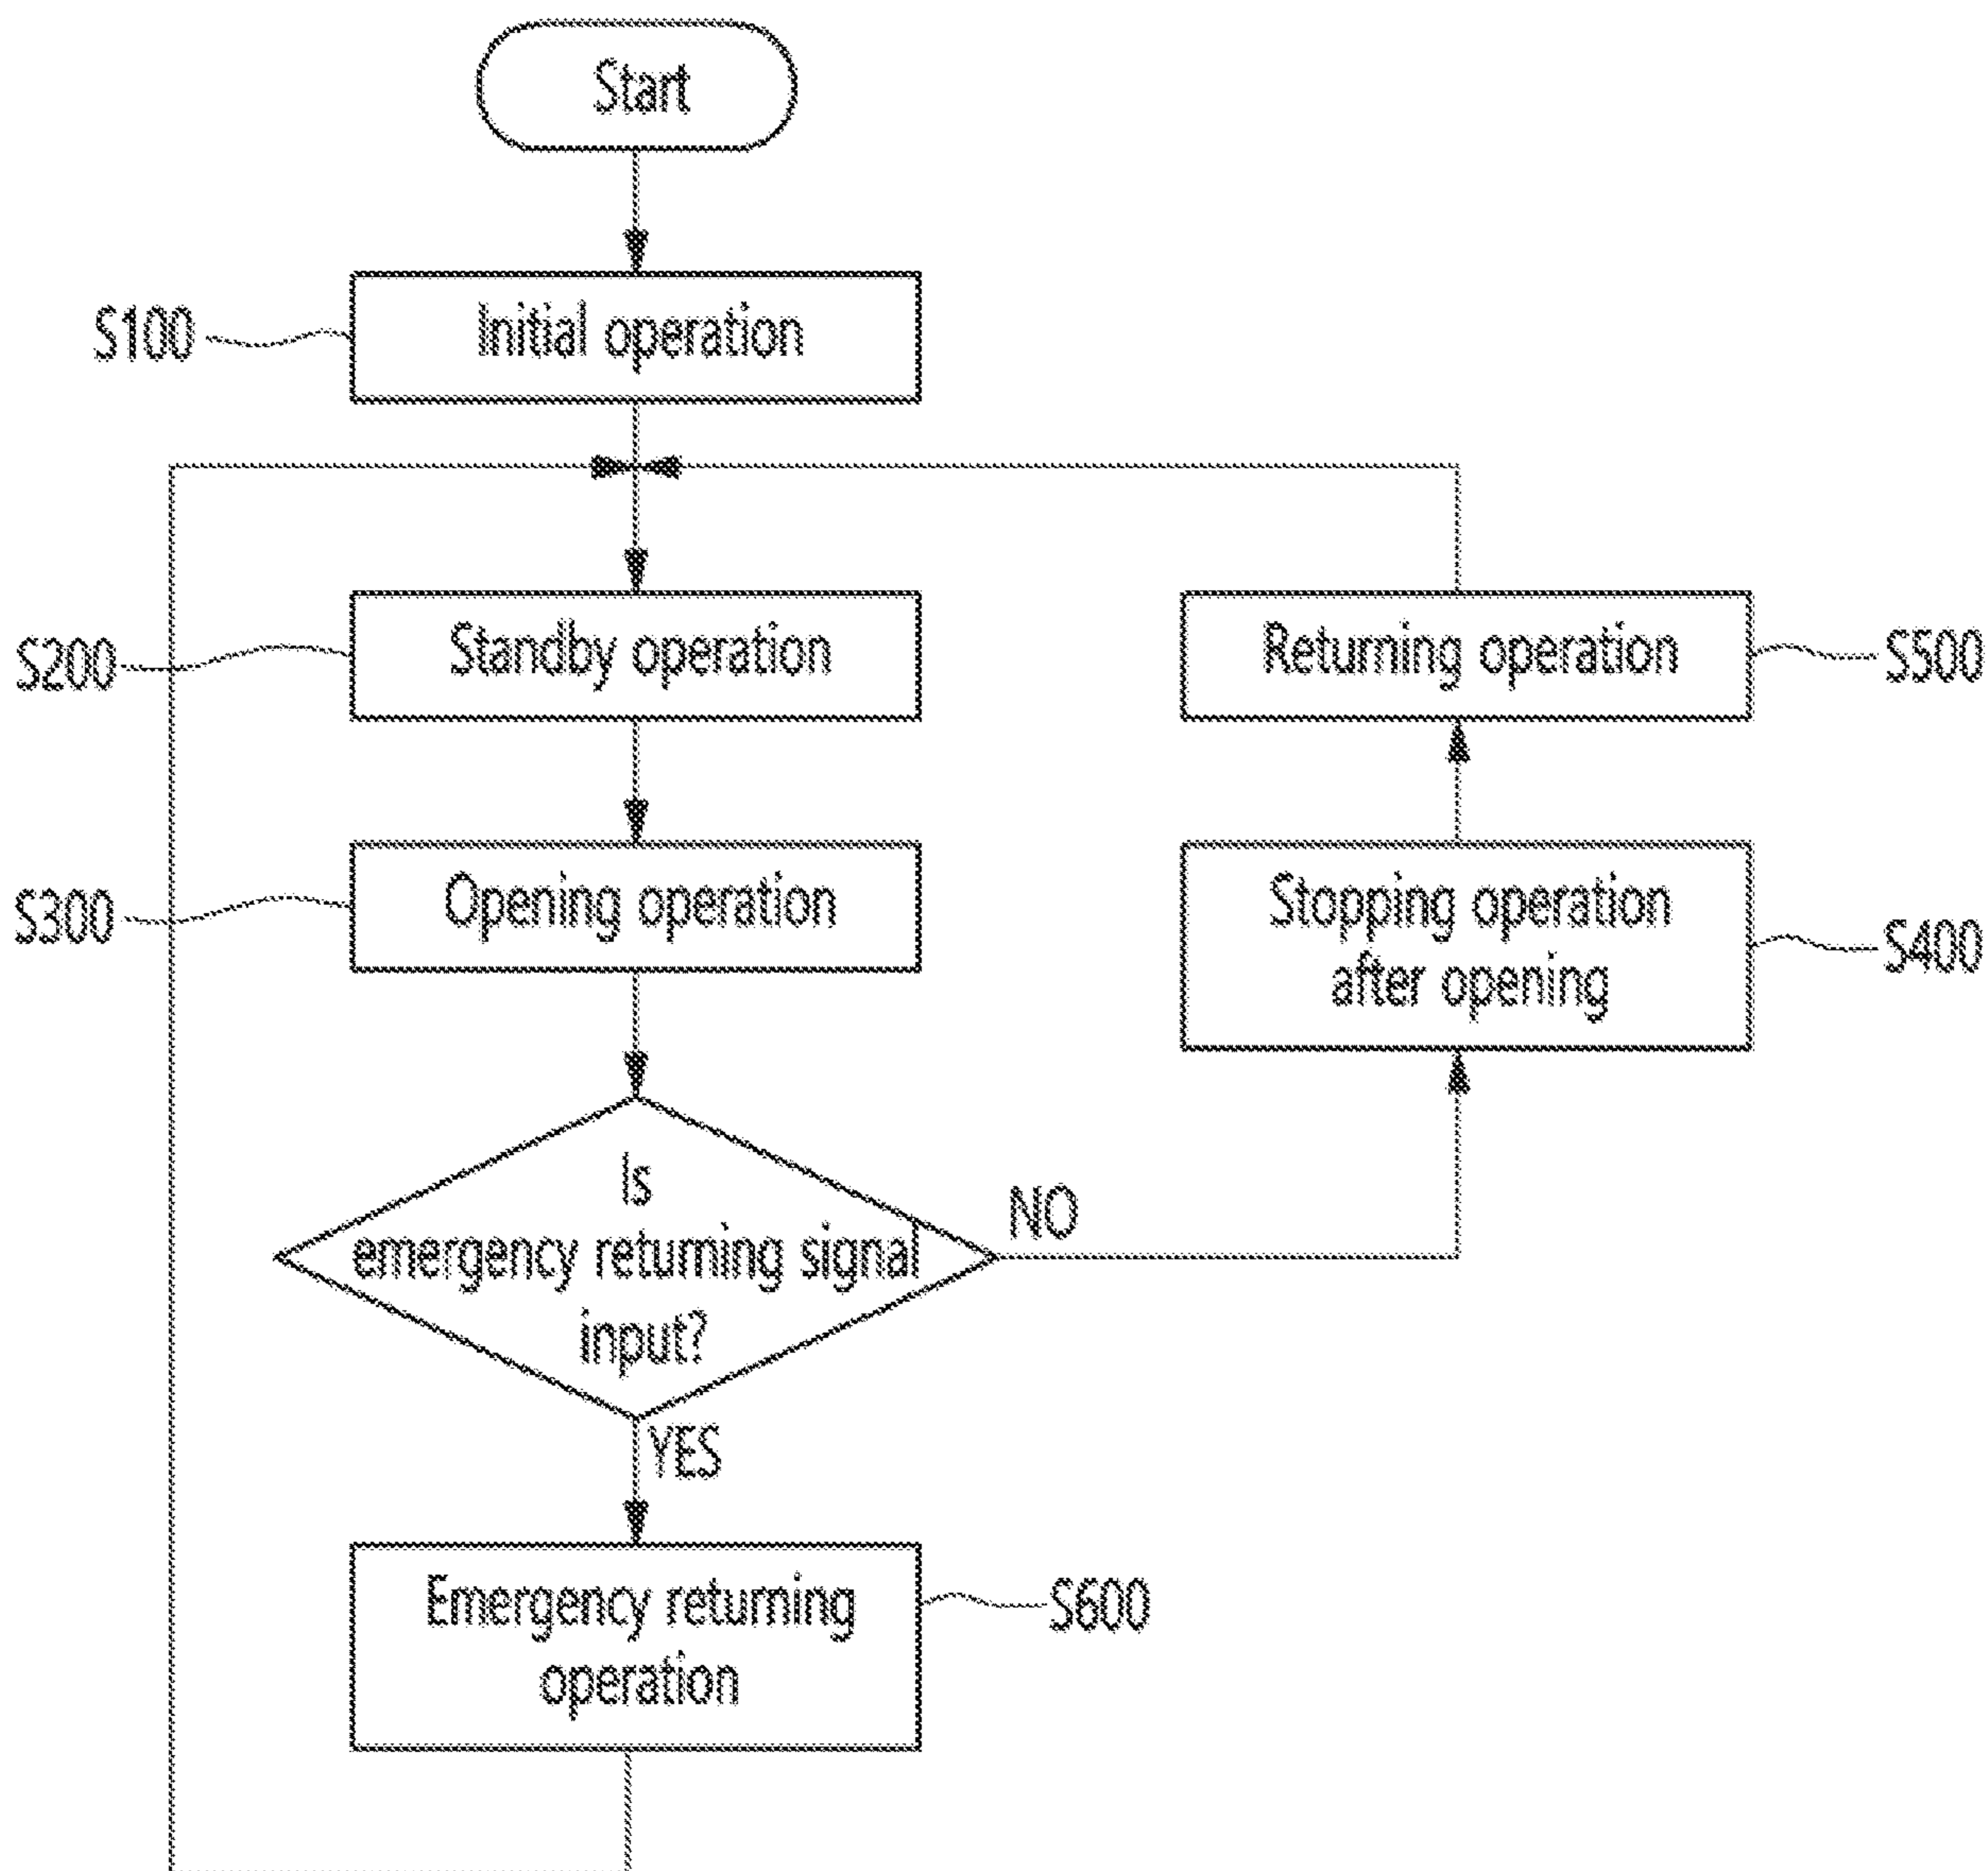 Start
S100
Initial operation
S200
Standby operation
Returning operation
S500
S300
Opening operation
Stopping operation
after opening
S400
Is
emergency returning signal
input?
NO
YES
Emergency returning
operation
S600